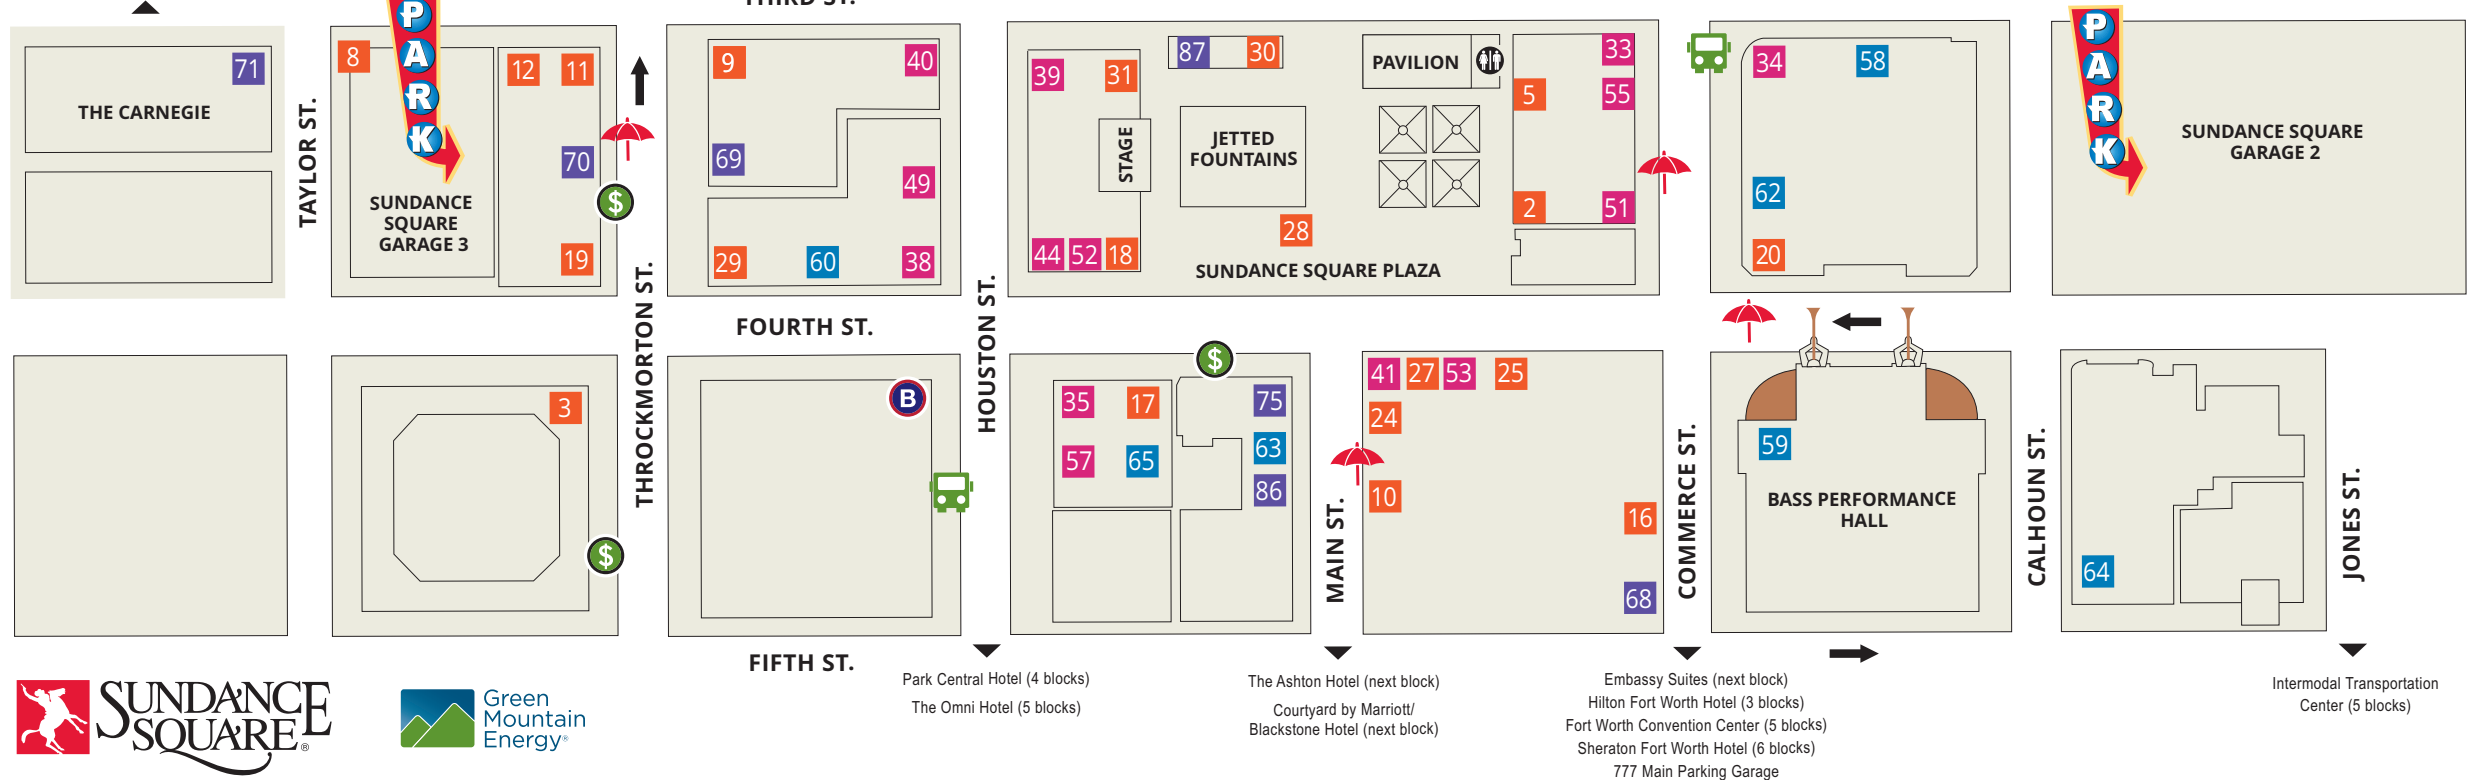 THIRD ST.
PARK
PARK
71
THE CARNEGIE
TAYLOR ST.
8
12
11
70
19
SUNDANCE
SQUARE
GARAGE 3
$
THROCKMORTON ST.
9
40
69
49
29
60
38
HOUSTON ST.
39
31
87
30
PAVILION
33
5
55
STAGE
JETTED
FOUNTAINS
2
51
28
44
52
18
SUNDANCE SQUARE PLAZA
34
58
62
20
SUNDANCE SQUARE
GARAGE 2
FOURTH ST.
3
$
B
$
35
17
75
57
65
63
86
MAIN ST.
41
27
53
25
24
10
16
68
COMMERCE ST.
59
BASS PERFORMANCE
HALL
CALHOUN ST.
64
JONES ST.
FIFTH ST.
SUNDANCE
SQUARE®
Green
Mountain
Energy®
Park Central Hotel (4 blocks)
The Omni Hotel (5 blocks)
The Ashton Hotel (next block)
Courtyard by Marriott/
Blackstone Hotel (next block)
Embassy Suites (next block)
Hilton Fort Worth Hotel (3 blocks)
Fort Worth Convention Center (5 blocks)
Sheraton Fort Worth Hotel (6 blocks)
777 Main Parking Garage
Intermodal Transportation
Center (5 blocks)